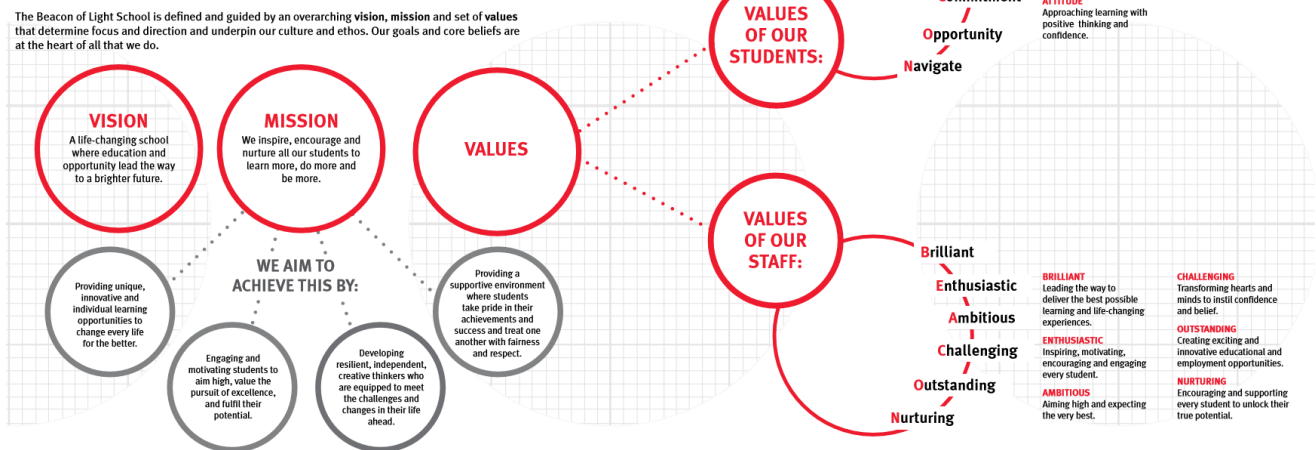 The Beacon of Light School is defined and guided by an overarching vision, mission and set of values
that determine focus and direction and underpin our culture and ethos. Our goals and core beliefs are
at the heart of all that we do.
VISION
A life-changing school
where education and
opportunity lead the way
to a brighter future.
MISSION
We inspire, encourage and
nurture all our students to
learn more, do more and
be more.
WE AIM TO
ACHIEVE THIS BY:
Providing unique,
innovative and
individual learning
opportunities to
change every life
for the better.
Engaging and
motivating students to
aim high, value the
pursuit of excellence,
and fulfil their
potential.
Developing
resilient, independent,
creative thinkers who
are equipped to meet
the challenges and
changes in their life
ahead.
Providing a
supportive environment
where students
take pride in their
achievements and
success and treat one
another with fairness
and respect.
VALUES
VALUES
OF OUR
STUDENTS:
Opportunity
Navigate
ATTITUDE
Approaching learning with
positive thinking and
confidence.
VALUES
OF OUR
STAFF:
Brilliant
Enthusiastic
Ambitious
Challenging
Outstanding
Nurturing
BRILLIANT
Leading the way to
deliver the best possible
learning and life-changing
experiences.
ENTHUSIASTIC
Inspiring, motivating,
encouraging and engaging
every student.
AMBITIOUS
Aiming high and expecting
the very best.
CHALLENGING
Transforming hearts and
minds to instil confidence
and belief.
OUTSTANDING
Creating exciting and
innovative educational and
employment opportunities.
NURTURING
Encouraging and supporting
every student to unlock their
true potential.